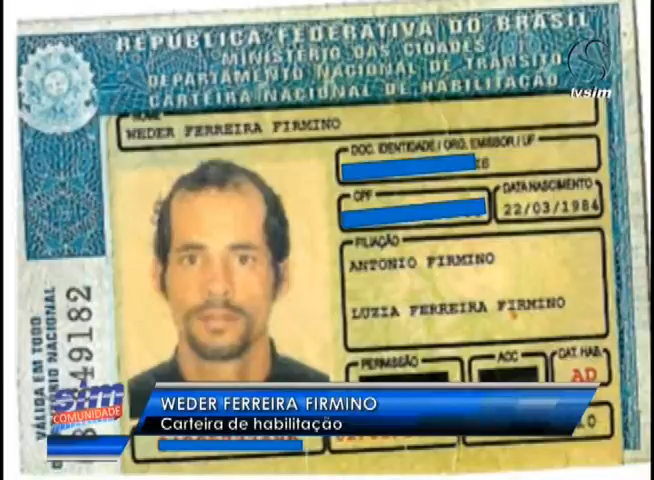 REPÚBLICA FEDERATIVA DO BRASIL
MINISTÉRIO DAS CIDADES
DEPARTAMENTO NACIONAL DE TRÂNSITO
CARTEIRA NACIONAL DE HABILITAÇÃO
tvsim
NOME
WEDER FERREIRA FIRMINO
DOC. IDENTIDADE / ORG. EMISSOR / UF
CPF
DATA NASCIMENTO
22/03/1984
FILIAÇÃO
ANTONIO FIRMINO
LUZIA FERREIRA FIRMINO
PERMISSÃO
ACC
CAT. HAB.
AD
VÁLIDA EM TODO
NACIONAL
49182
sim
COMUNIDADE
WEDER FERREIRA FIRMINO
Carteira de habilitação